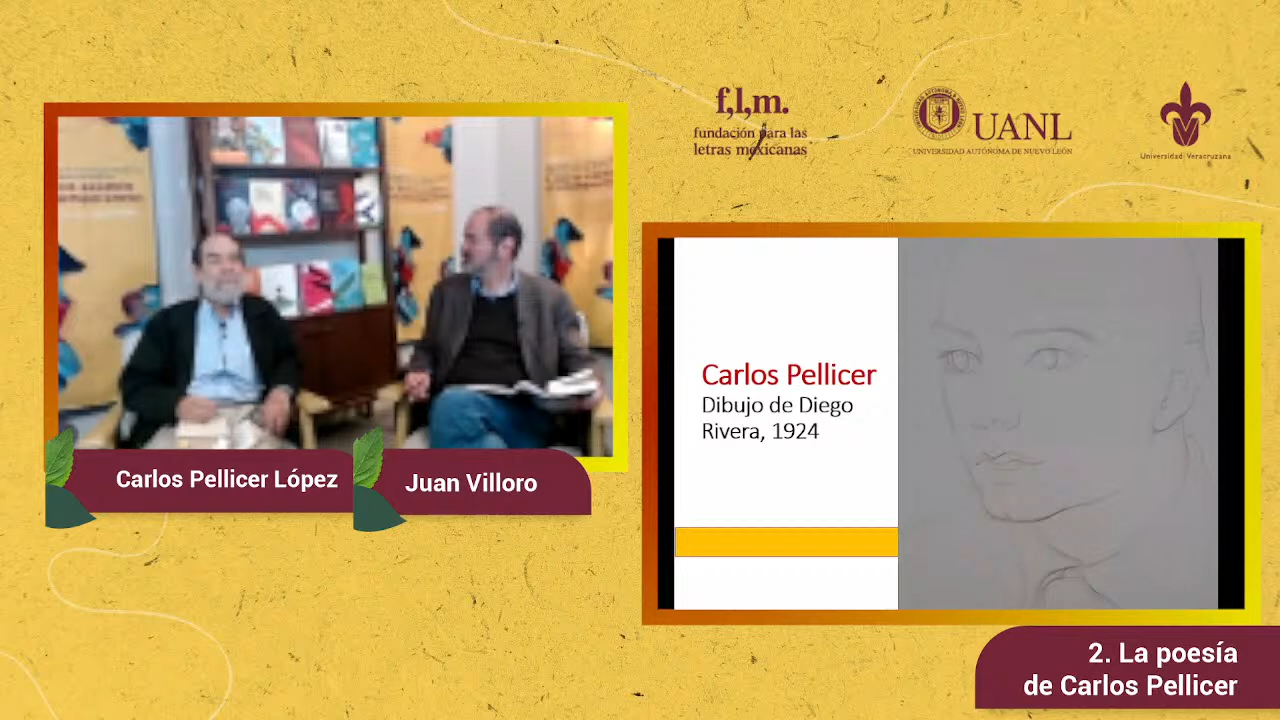 f,l,m.
fundación para las
letras mexicanas
UANL
UNIVERSIDAD AUTÓNOMA DE NUEVO LEÓN
Universidad Veracruzana
Carlos Pellicer
Dibujo de Diego
Rivera, 1924
Carlos Pellicer López
Juan Villoro
2. La poesía
de Carlos Pellicer